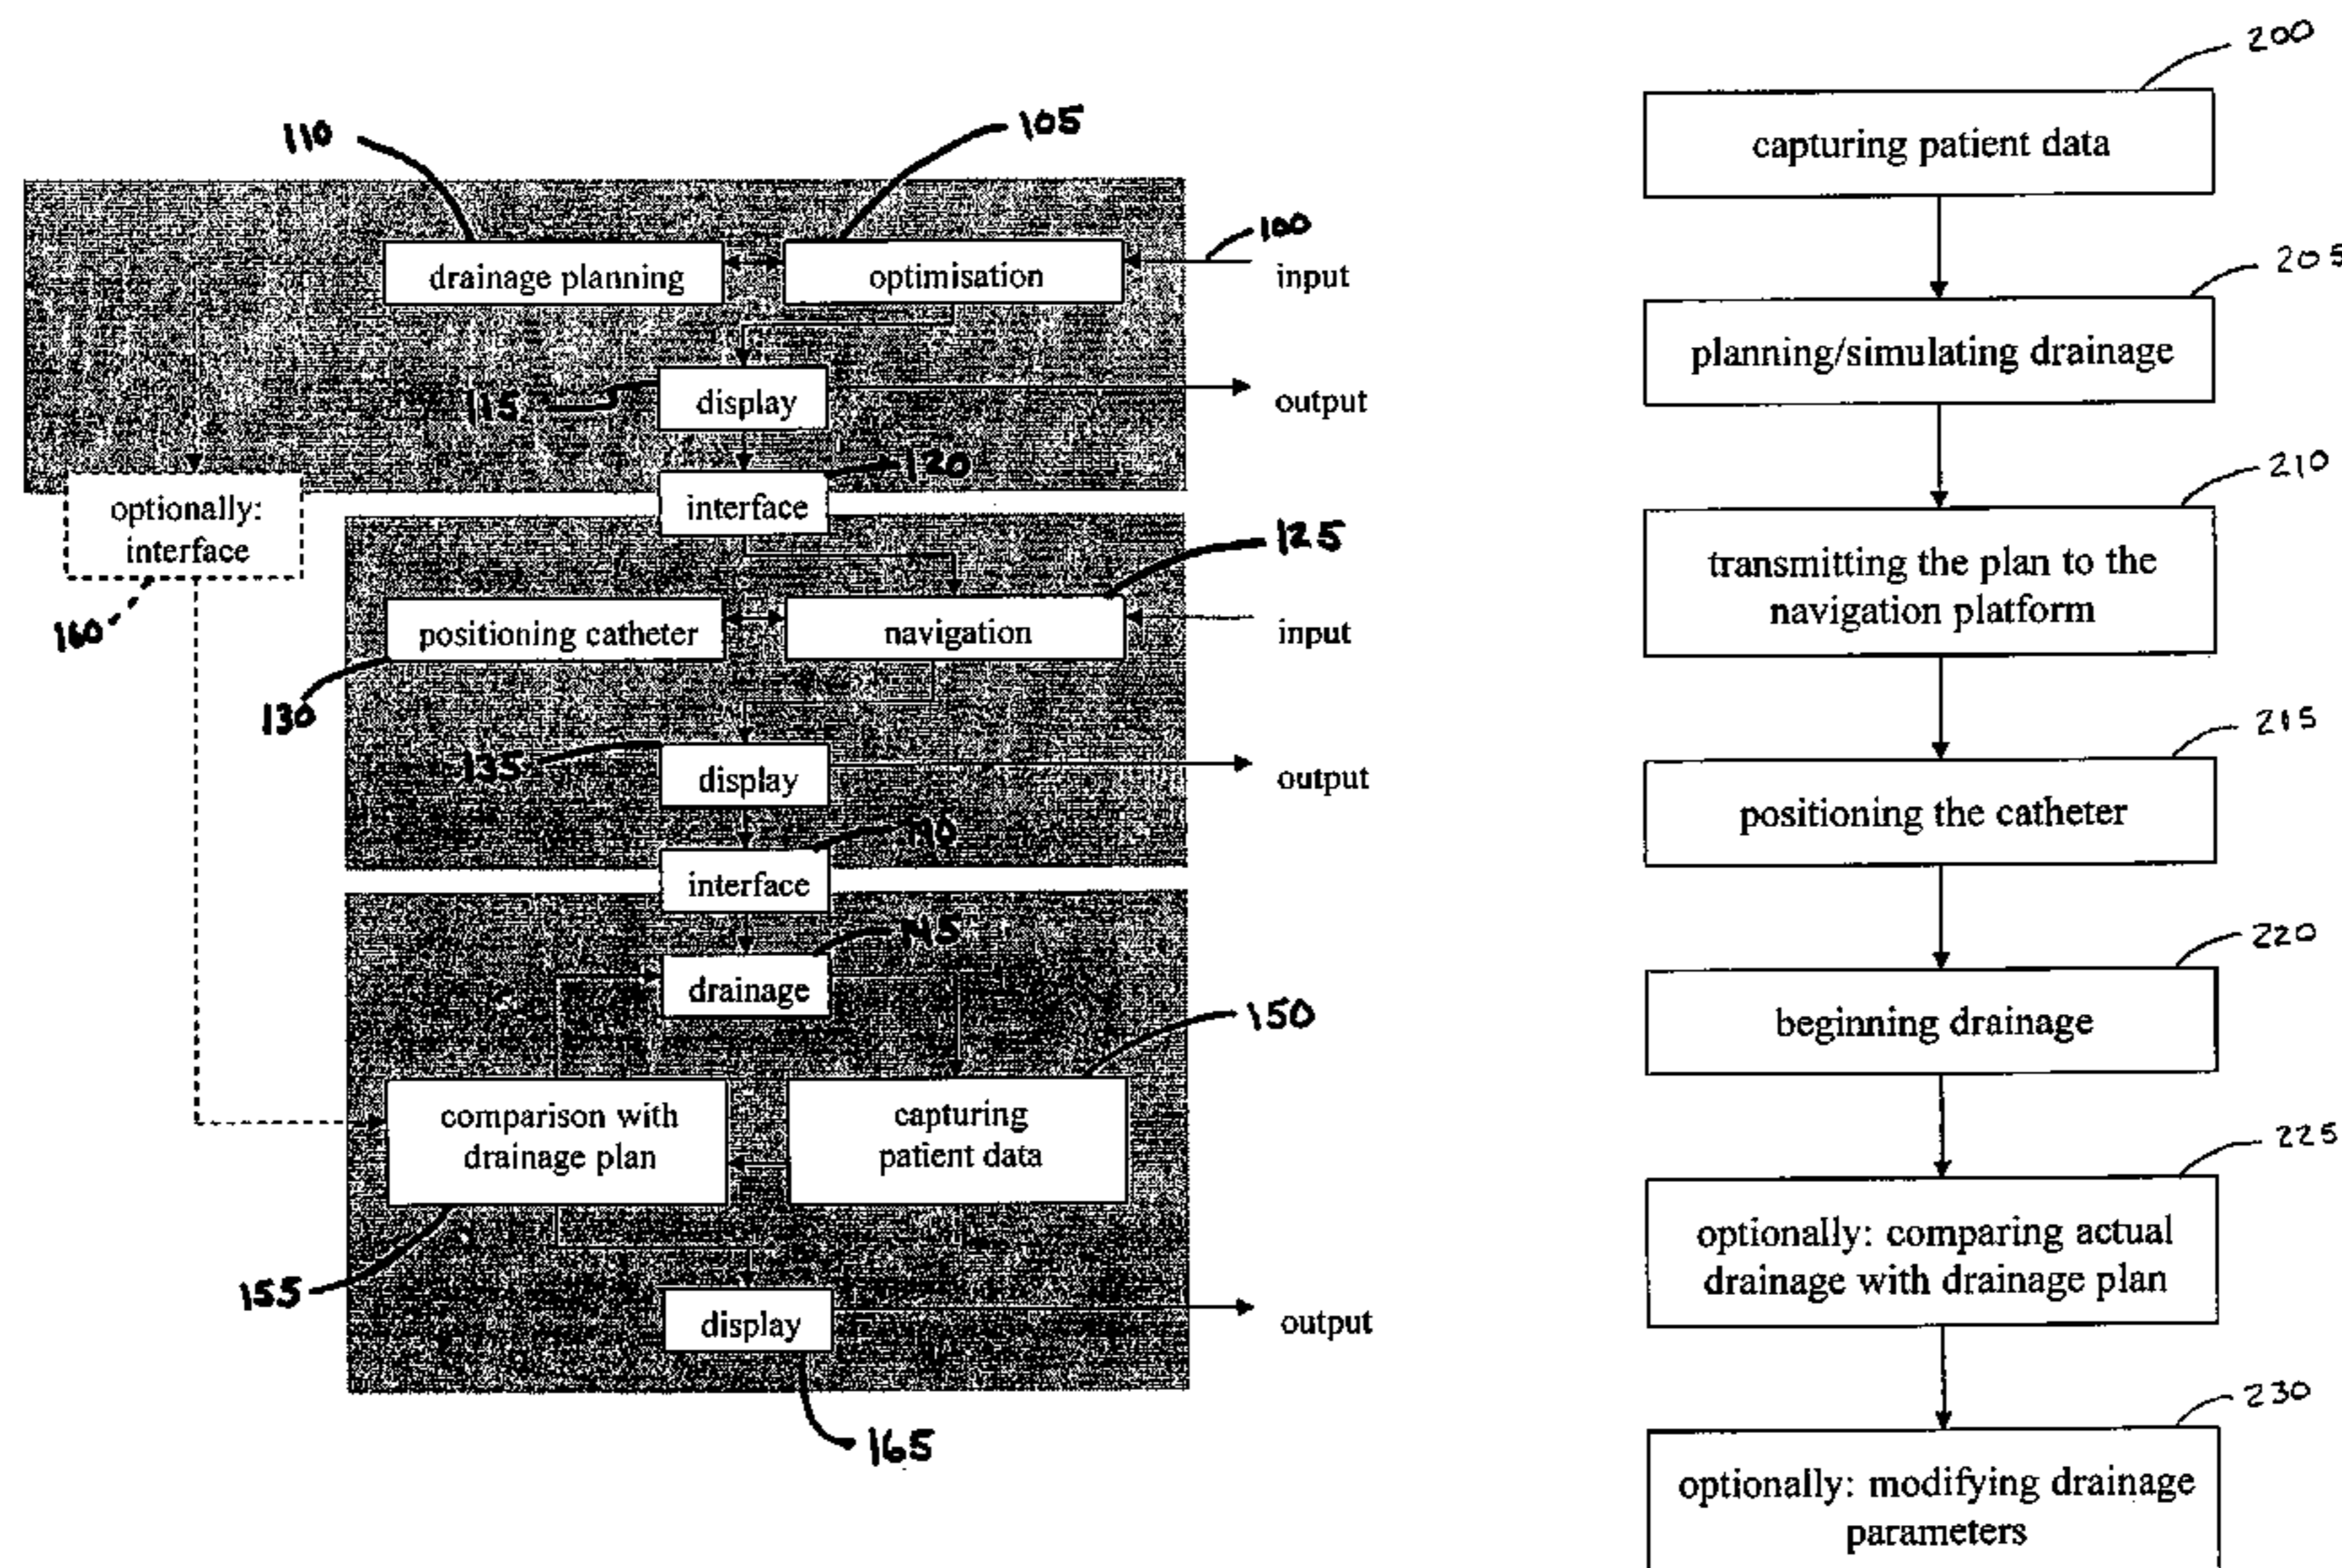 110
105
100
drainage planning
optimisation
input
115
display
output
120
optionally:
interface
interface
125
160
positioning catheter
navigation
input
130
135
display
output
140
interface
145
drainage
150
comparison with
drainage plan
capturing
patient data
155
display
output
165
200
capturing patient data
205
planning/simulating drainage
210
transmitting the plan to the
navigation platform
215
positioning the catheter
220
beginning drainage
225
optionally: comparing actual
drainage with drainage plan
230
optionally: modifying drainage
parameters